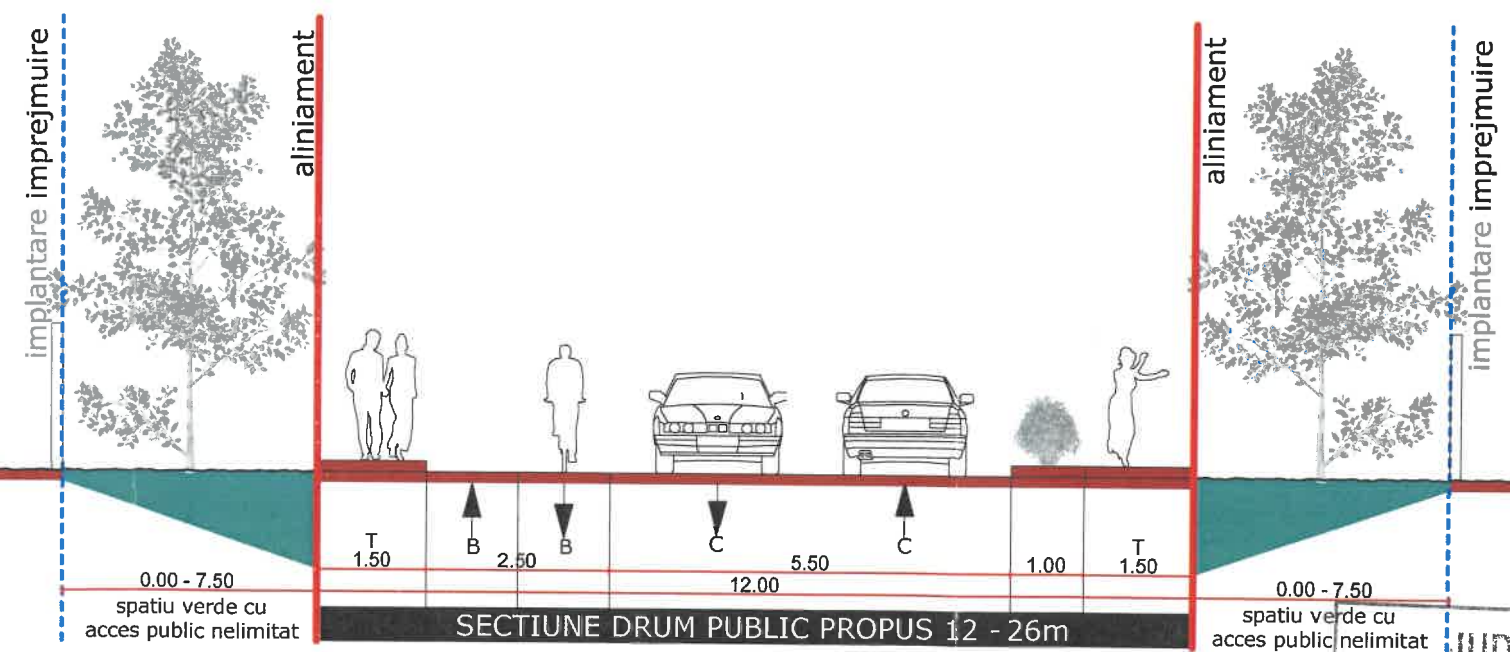 implantare imprejmuire
aliniament
aliniament
implantare imprejmuire
T
B
B
C
C
T
1.50
2.50
5.50
1.00
1.50
0.00 - 7.50
12.00
0.00 - 7.50
spatiu verde cu
acces public nelimitat
SECTIUNE DRUM PUBLIC PROPUS 12 - 26m
spatiu verde cu
acces public nelimitat